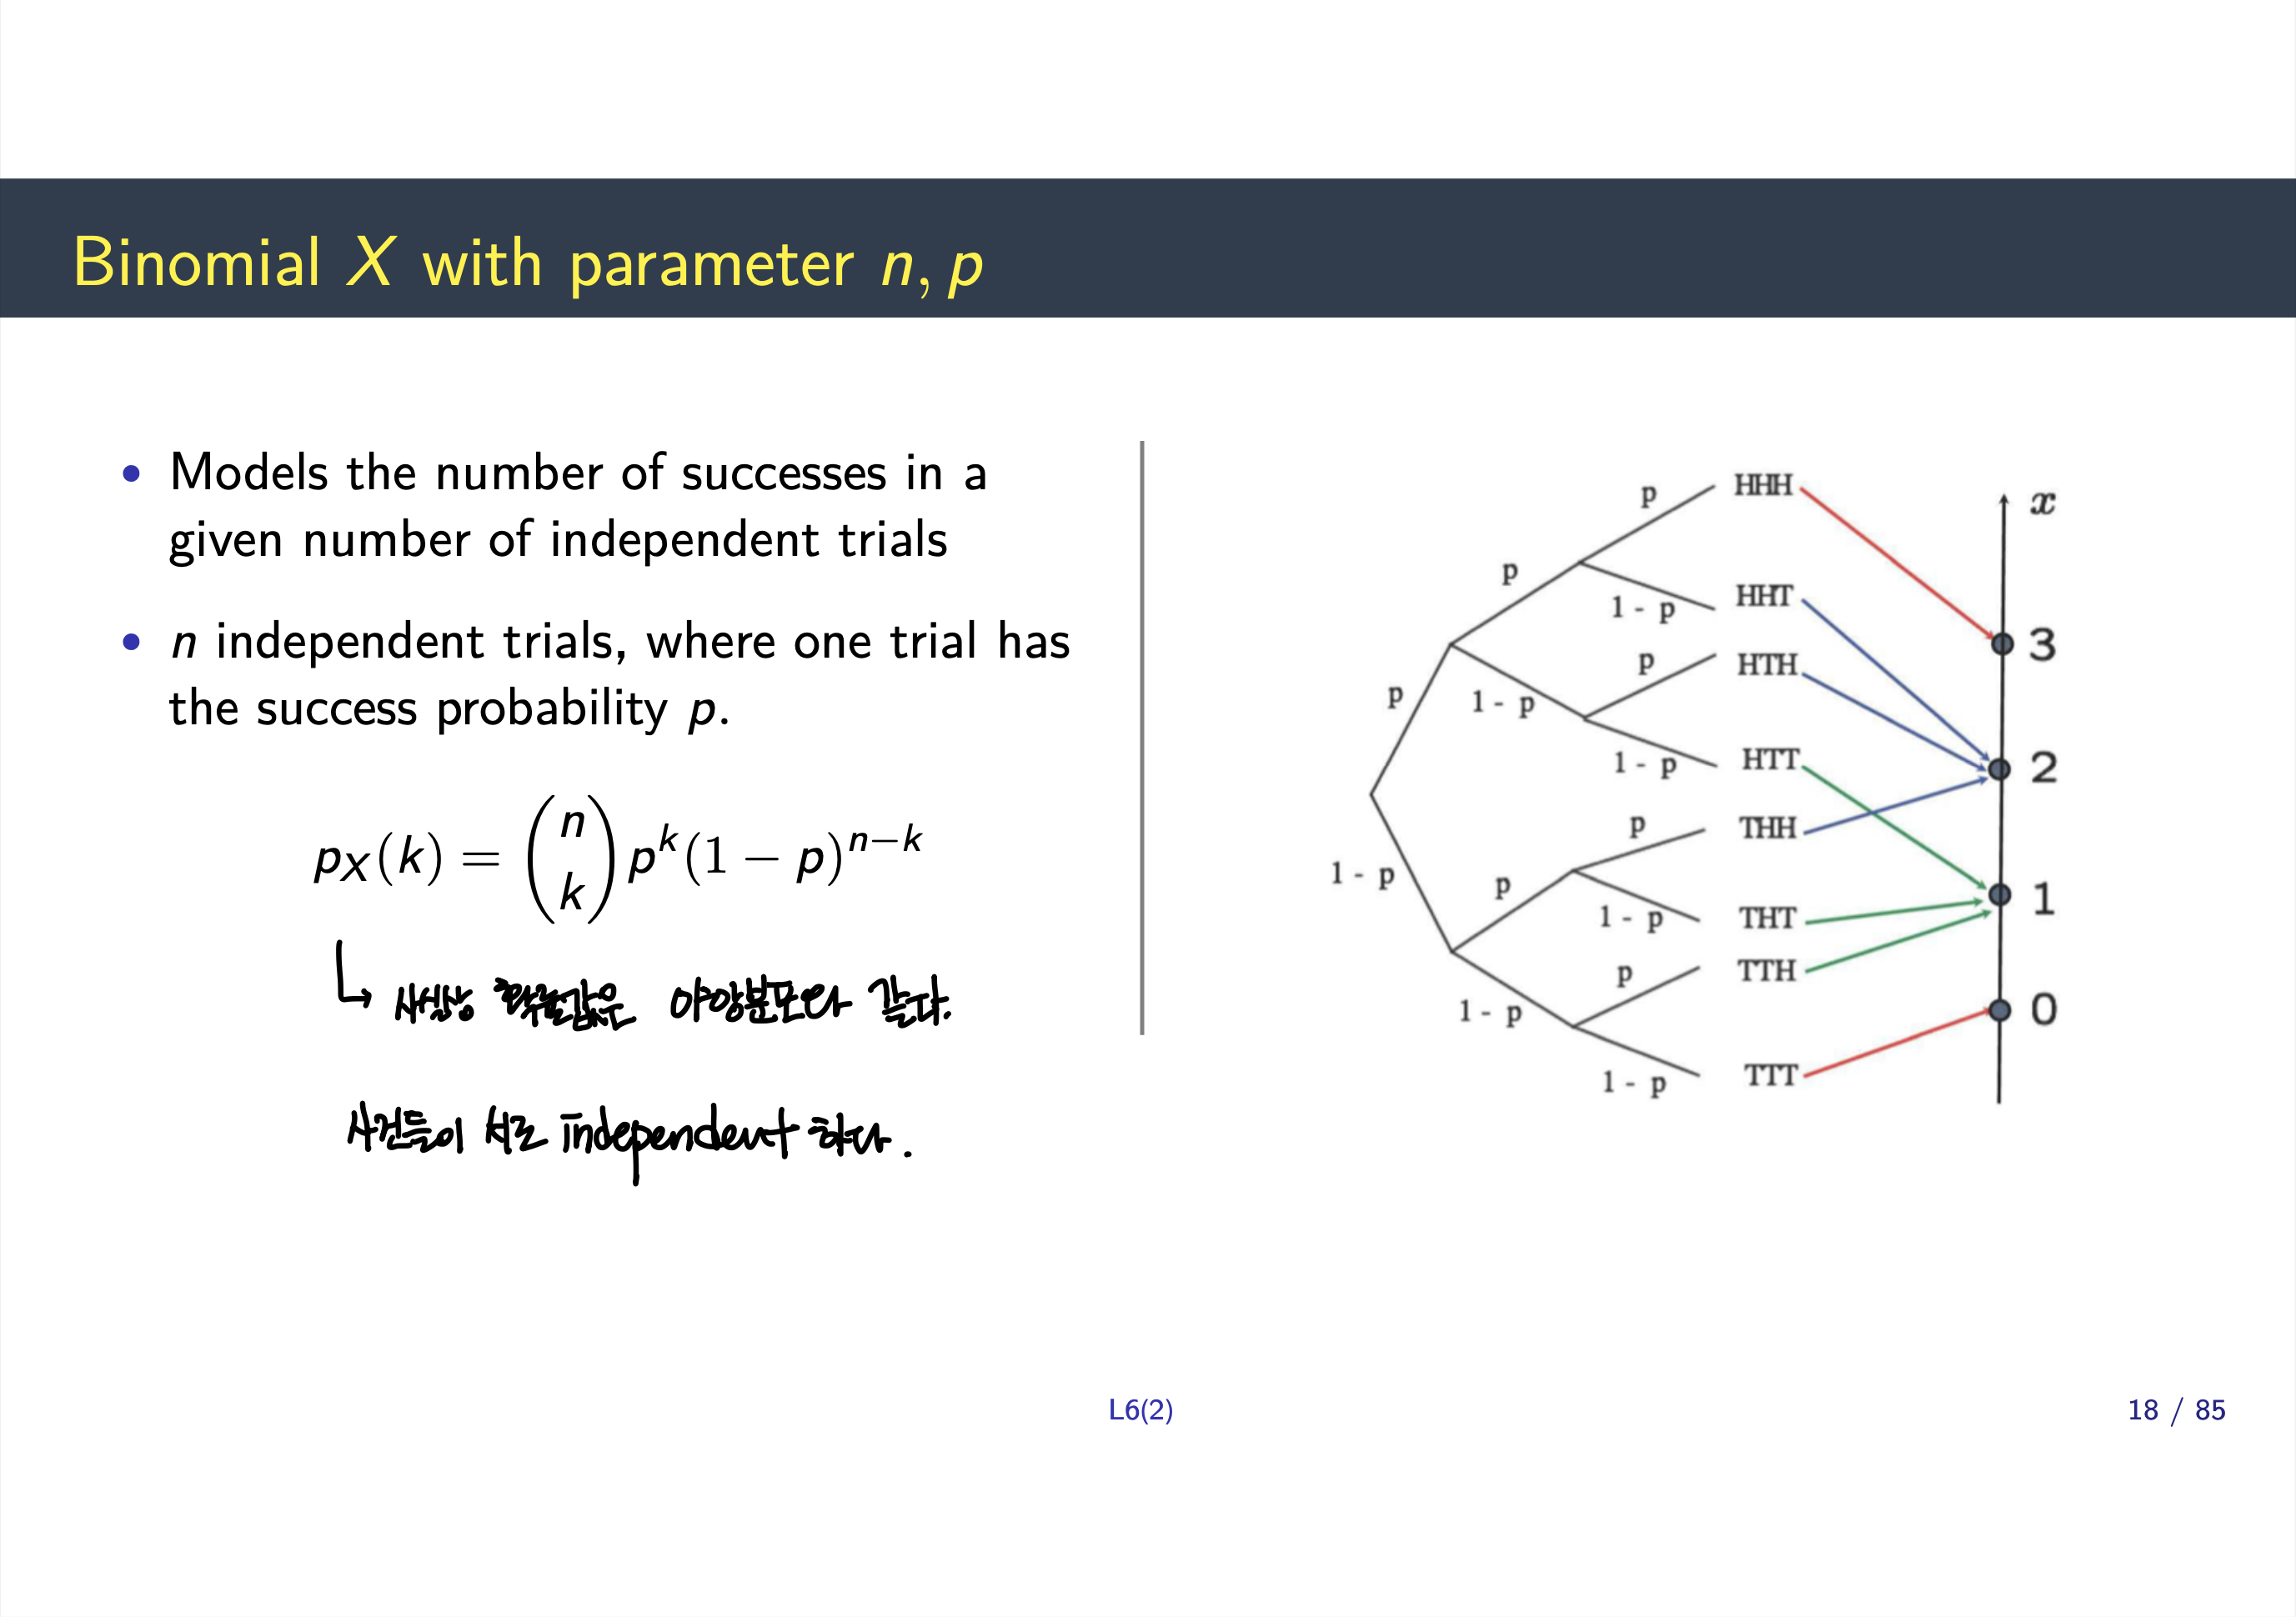 Binomial X with parameter n, p
• Models the number of successes in a
given number of independent trials
• n independent trials, where one trial has
the success probability p.
p_X(k) = \binom{n}{k} p^k (1 − p)^{n−k}
↳ 사실상 확률값은 이항분포와 같다.
사건들이 서로 independent 하다.
x
p
1 - p
p
1 - p
p
1 - p
p
1 - p
p
1 - p
p
1 - p
p
1 - p
HHH
HHT
HTH
HTT
THH
THT
TTH
TTT
3
2
1
0
L6(2)
18 / 85